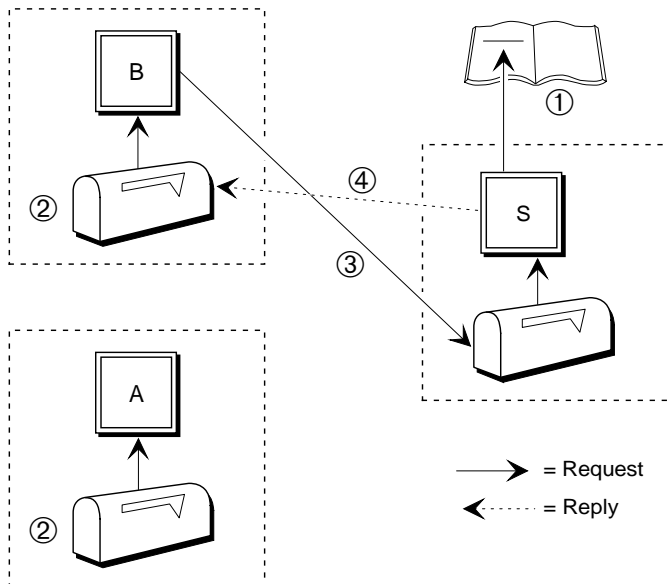 B
①
②
④
S
③
A
= Request
②
= Reply